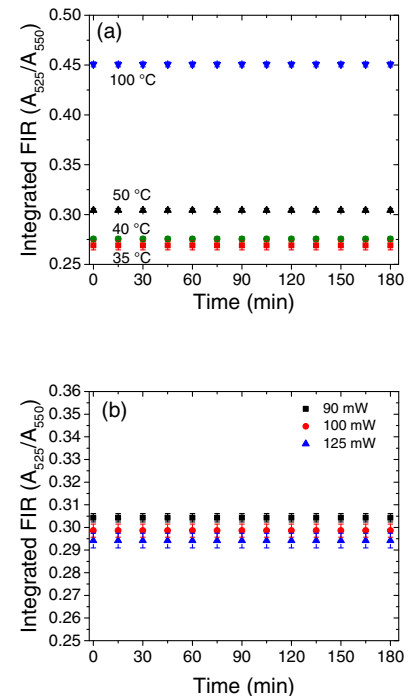 (a)
0.50
0.45
0.40
0.35
0.30
0.25
Integrated FIR (A525/A550)
100 °C
50 °C
40 °C
35 °C
0 30 60 90 120 150 180
Time (min)
(b)
0.36
0.35
0.34
0.33
0.32
0.31
0.30
0.29
0.28
0.27
0.26
0.25
Integrated FIR (A525/A550)
90 mW
100 mW
125 mW
0 30 60 90 120 150 180
Time (min)